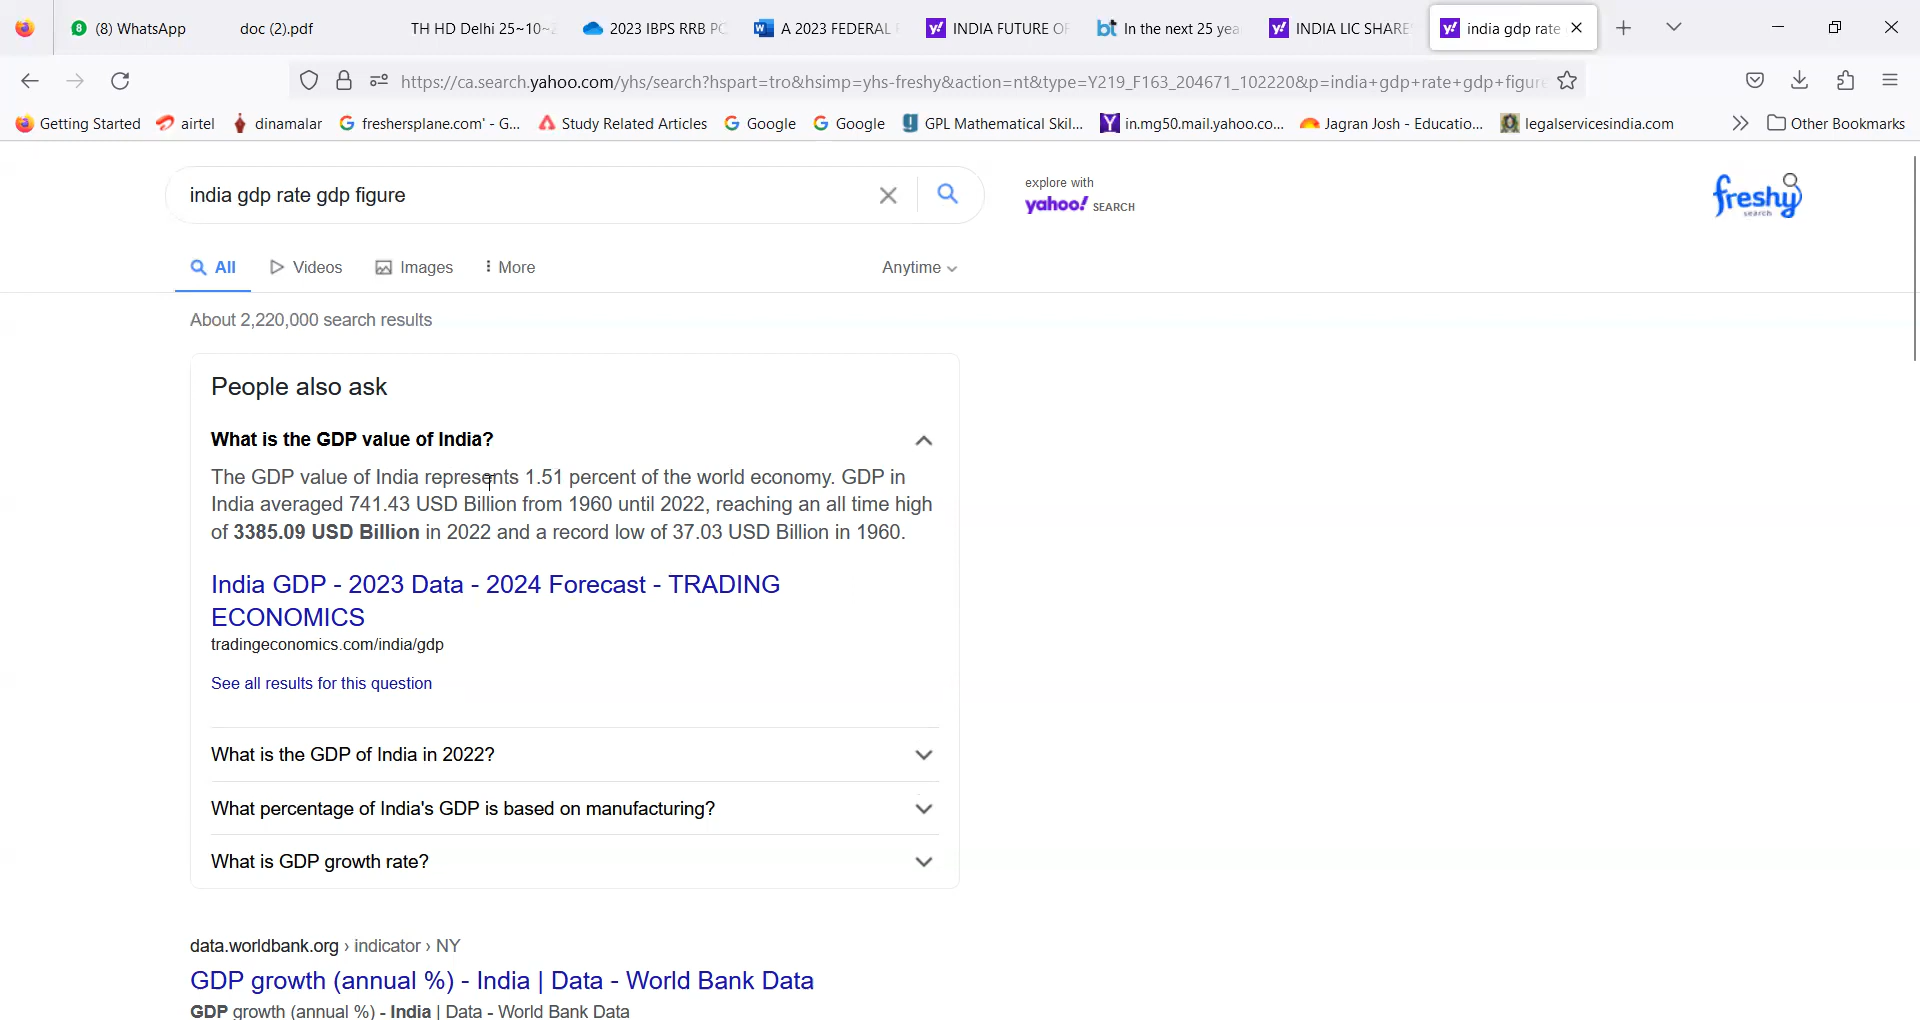 (8) WhatsApp
doc (2).pdf
TH HD Delhi 25~10~2
2023 IBPS RRB PO
A 2023 FEDERAL
INDIA FUTURE OF
In the next 25 yea
INDIA LIC SHARE
india gdp rate
https://ca.search.yahoo.com/yhs/search?hspart=tro&hsimp=yhs-freshy&action=nt&type=Y219_F163_204671_102220&p=india+gdp+rate+gdp+figure
Getting Started
airtel
dinamalar
freshersplane.com' - G...
Study Related Articles
Google
Google
GPL Mathematical Skil...
in.mg50.mail.yahoo.co...
Jagran Josh - Educatio...
legalservicesindia.com
Other Bookmarks
india gdp rate gdp figure
explore with
yahoo! SEARCH
freshy
search
All
Videos
Images
More
Anytime
About 2,220,000 search results
People also ask
What is the GDP value of India?
The GDP value of India represents 1.51 percent of the world economy. GDP in
India averaged 741.43 USD Billion from 1960 until 2022, reaching an all time high
of 3385.09 USD Billion in 2022 and a record low of 37.03 USD Billion in 1960.
India GDP - 2023 Data - 2024 Forecast - TRADING
ECONOMICS
tradingeconomics.com/india/gdp
See all results for this question
What is the GDP of India in 2022?
What percentage of India's GDP is based on manufacturing?
What is GDP growth rate?
data.worldbank.org › indicator › NY
GDP growth (annual %) - India | Data - World Bank Data
GDP growth (annual %) - India | Data - World Bank Data